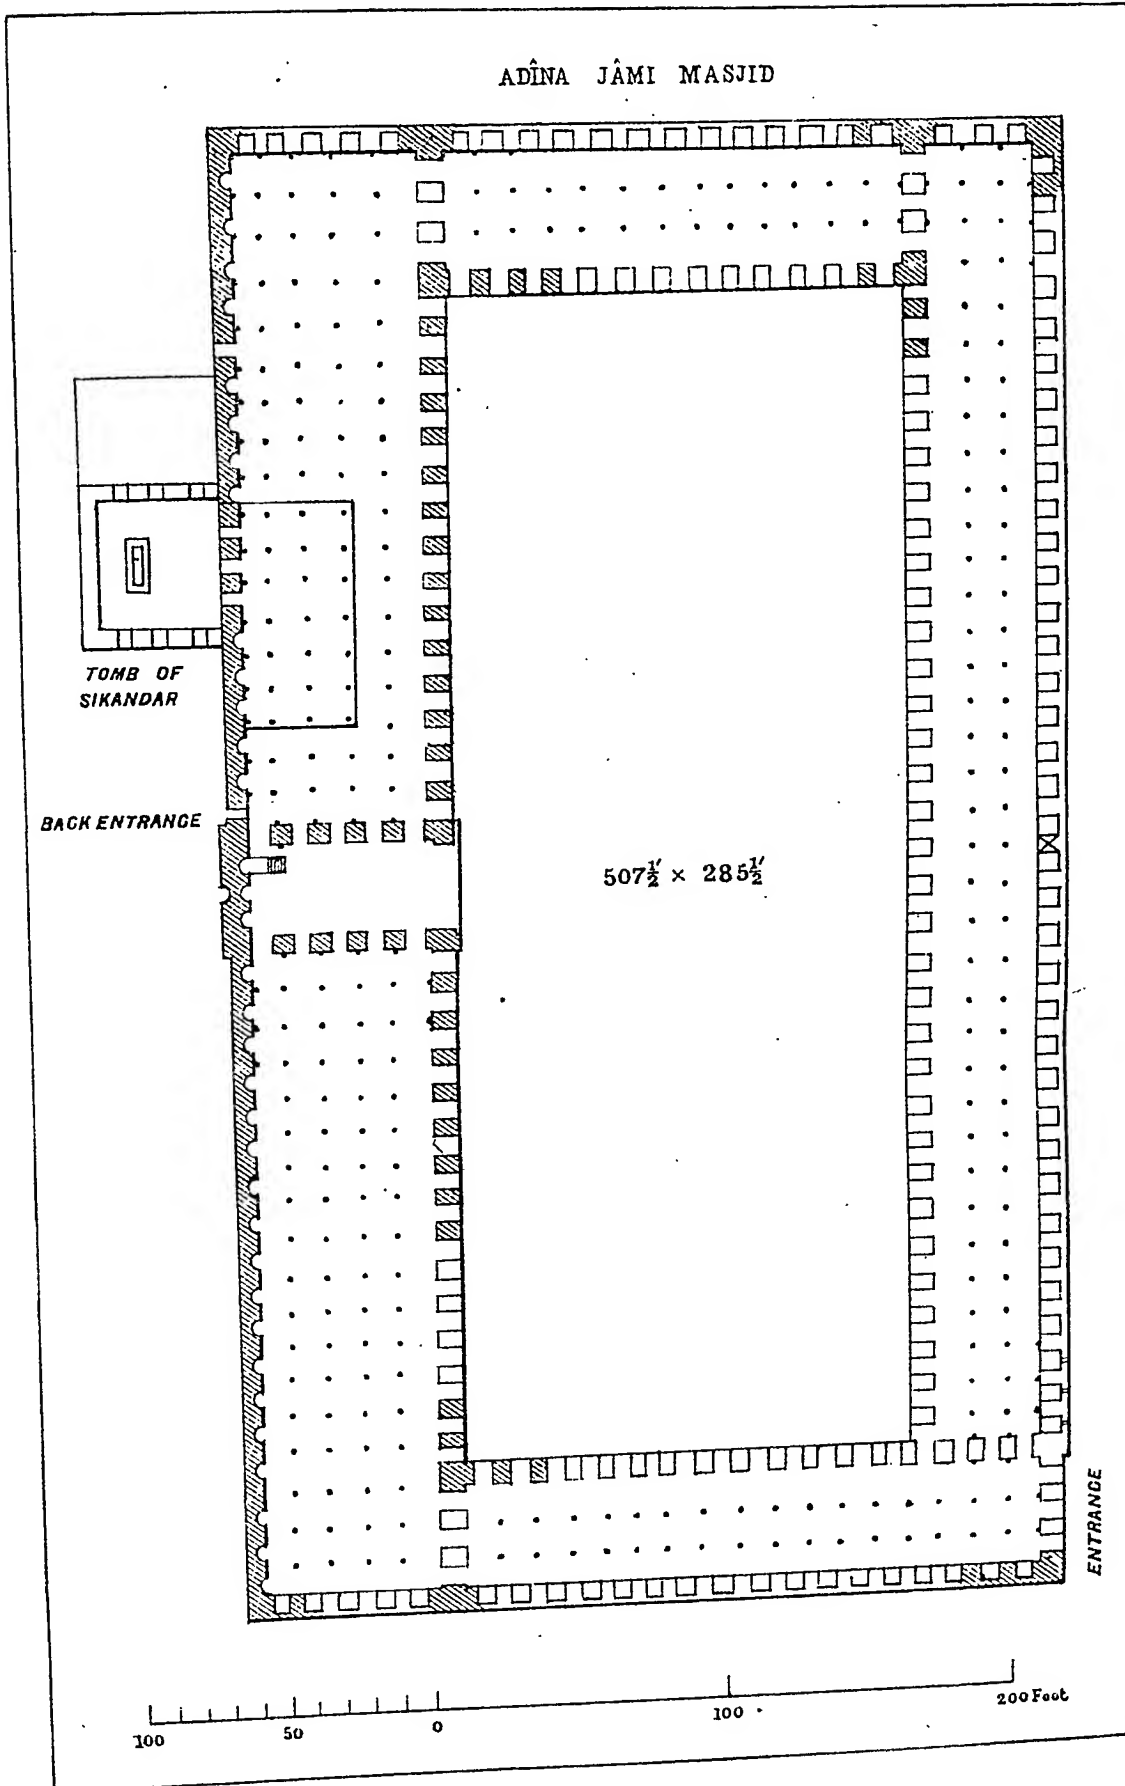 ADÎNA JÂMI MASJID
TOMB OF
SIKANDAR
BACK ENTRANCE
507½' × 285½'
ENTRANCE
100 50 0 100 200 Feet